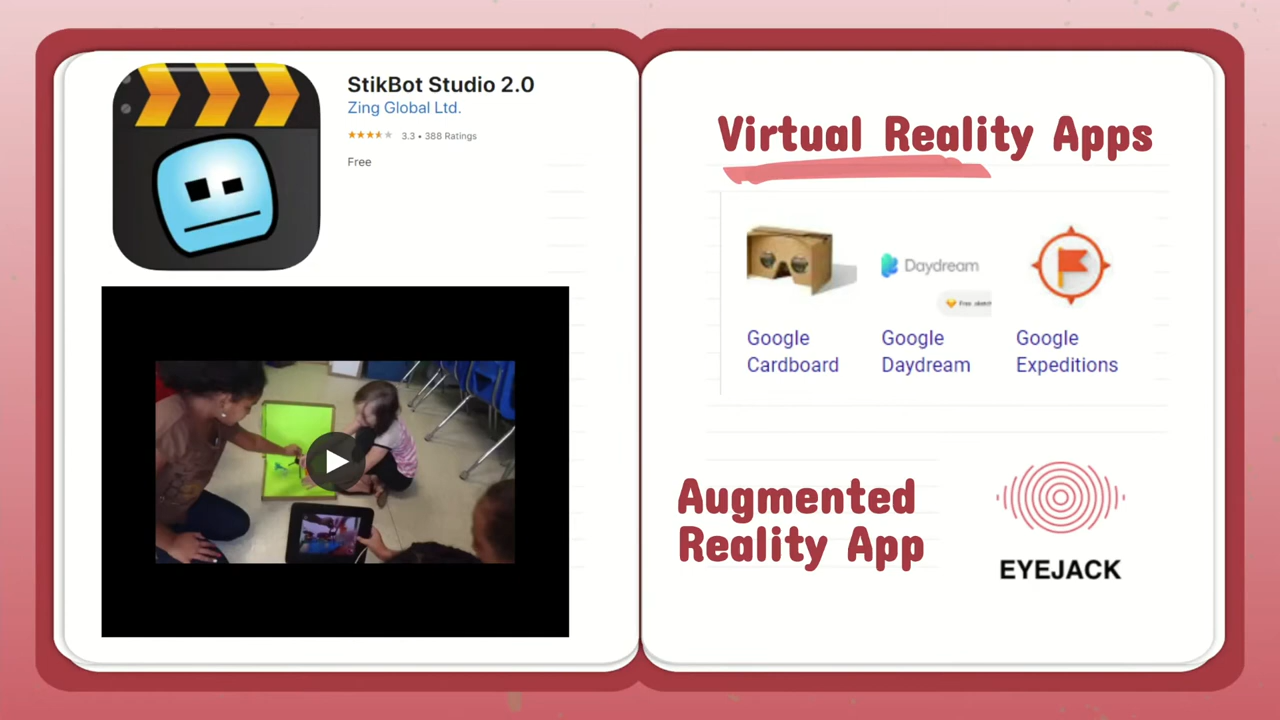 StikBot Studio 2.0
Zing Global Ltd.
3.3 • 388 Ratings
Free
Virtual Reality Apps
Daydream
Google
Cardboard
Google
Daydream
Google
Expeditions
Augmented
Reality App
EYEJACK